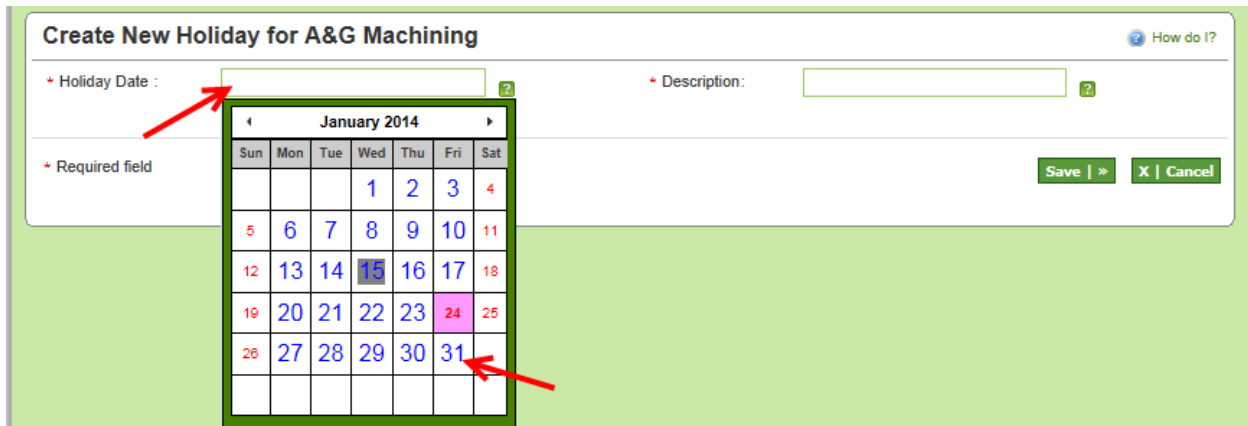 Create New Holiday for A&G Machining
How do I?
* Holiday Date :
* Description:
January 2014
Sun Mon Tue Wed Thu Fri Sat
1 2 3 4
5 6 7 8 9 10 11
12 13 14 15 16 17 18
19 20 21 22 23 24 25
26 27 28 29 30 31
* Required field
Save | »
X | Cancel